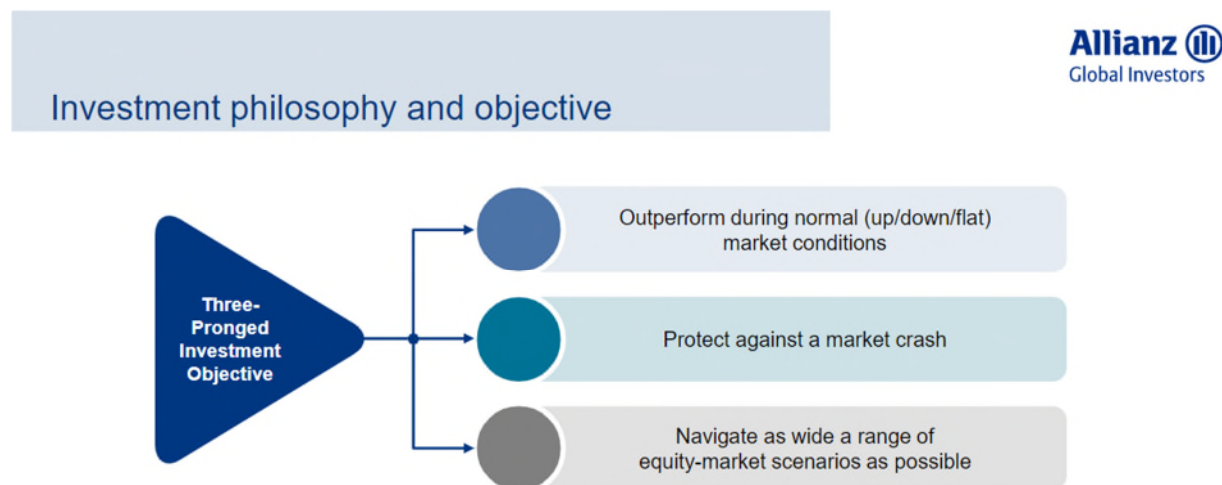 Allianz
Global Investors
Investment philosophy and objective
Three-
Pronged
Investment
Objective
Outperform during normal (up/down/flat)
market conditions
Protect against a market crash
Navigate as wide a range of
equity-market scenarios as possible